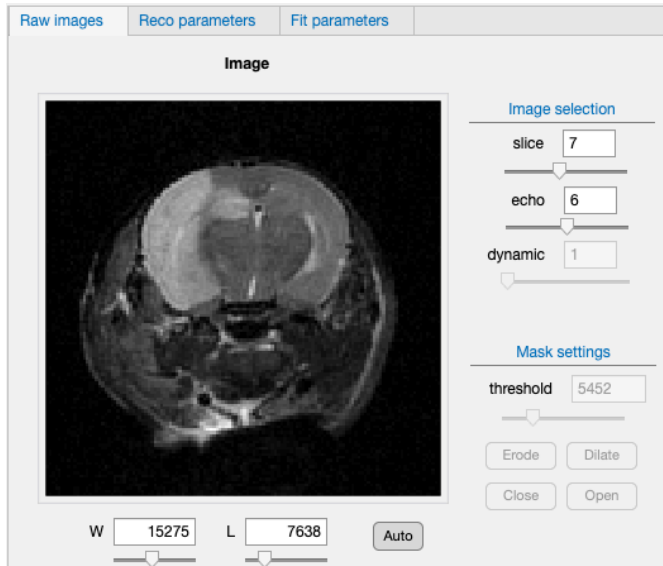 Raw images Reco parameters Fit parameters
Image
Image selection
slice 7
echo 6
dynamic 1
Mask settings
threshold 5452
Erode Dilate
Close Open
W 15275 L 7638 Auto